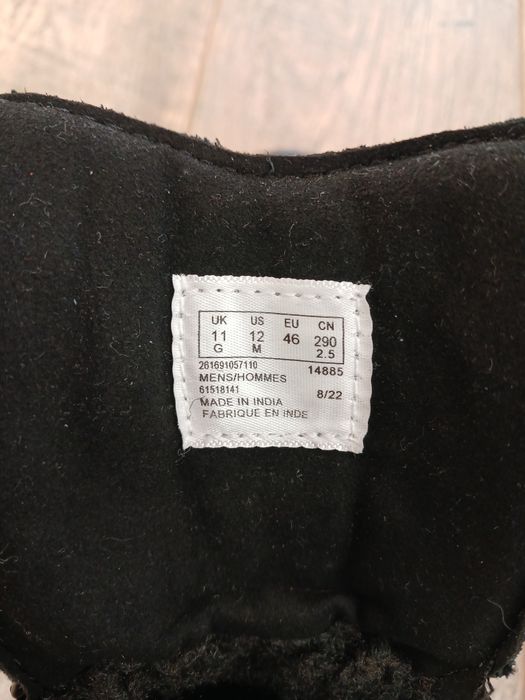 UK US EU CN
11 12 46 290
G M 2.5
261691057110 14885
MENS/HOMMES
61518141 8/22
MADE IN INDIA
FABRIQUE EN INDE